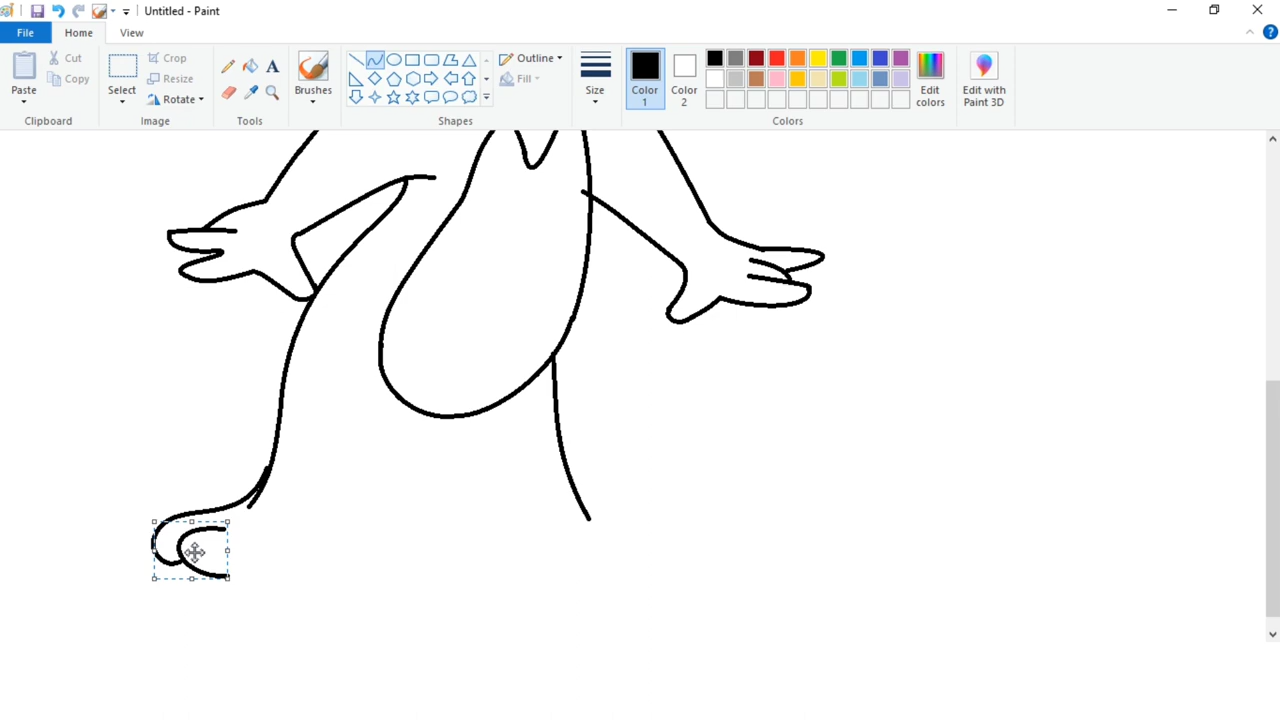 Untitled - Paint
File
Home
View
Paste
Cut
Copy
Clipboard
Select
Crop
Resize
Rotate
Image
A
Tools
Brushes
Shapes
Outline
Fill
Size
Color
1
Color
2
Edit
colors
Colors
Edit with
Paint 3D